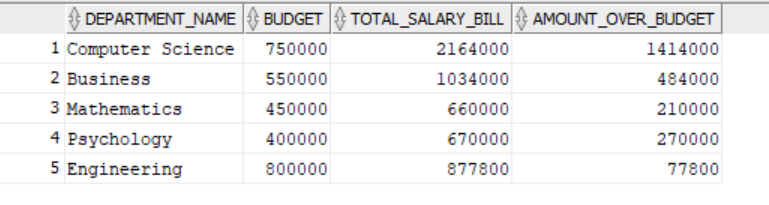 DEPARTMENT_NAME BUDGET TOTAL_SALARY_BILL AMOUNT_OVER_BUDGET
1 Computer Science 750000 2164000 1414000
2 Business 550000 1034000 484000
3 Mathematics 450000 660000 210000
4 Psychology 400000 670000 270000
5 Engineering 800000 877800 77800